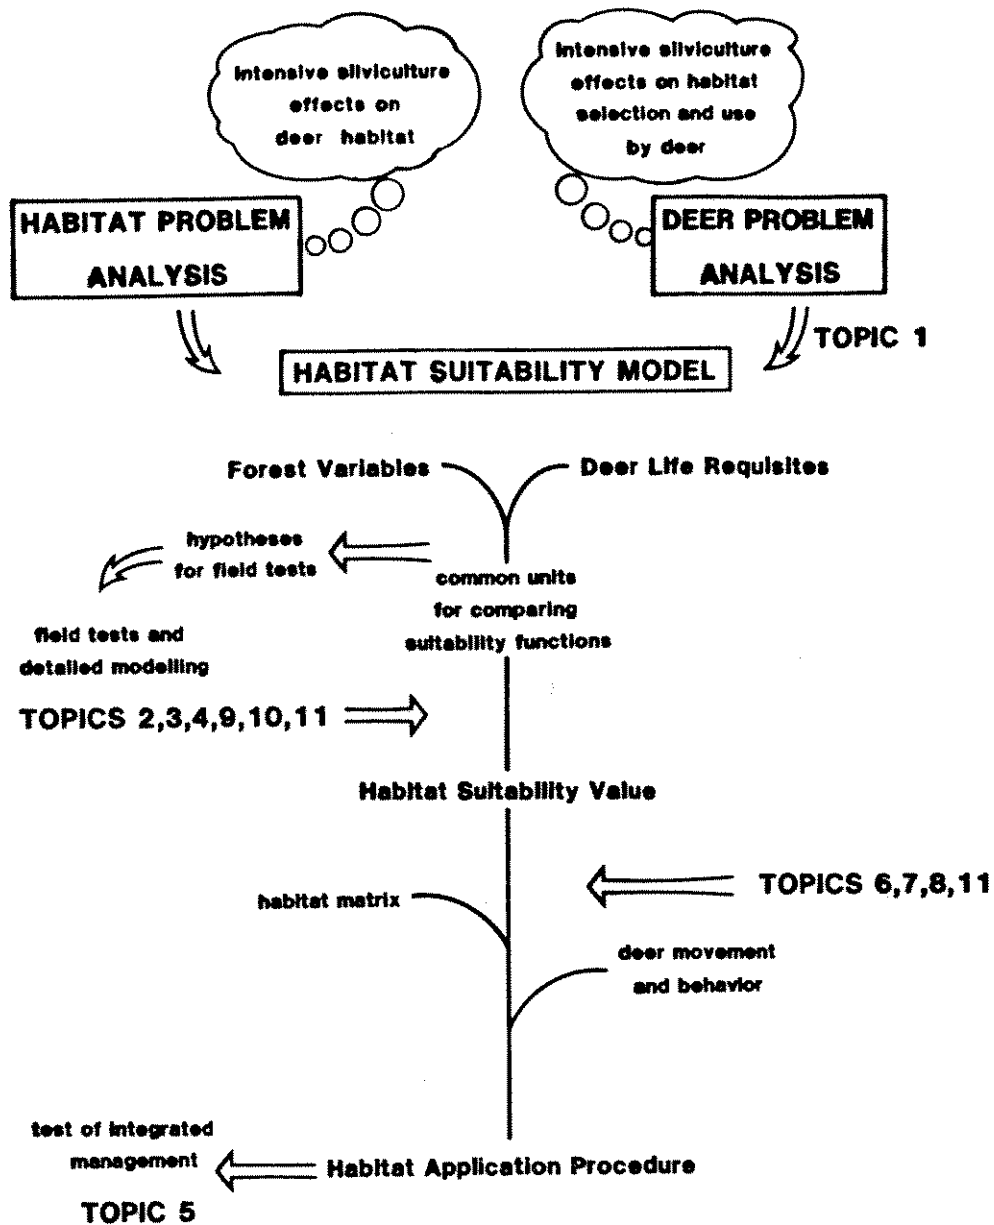 Intensive silviculture
effects on
deer habitat
Intensive silviculture
effects on habitat
selection and use
by deer
HABITAT PROBLEM
ANALYSIS
DEER PROBLEM
ANALYSIS
TOPIC 1
HABITAT SUITABILITY MODEL
Forest Variables
Deer Life Requisites
hypotheses
for field tests
common units
for comparing
suitability functions
field tests and
detailed modelling
TOPICS 2,3,4,9,10,11
Habitat Suitability Value
TOPICS 6,7,8,11
habitat matrix
deer movement
and behavior
test of integrated
management
Habitat Application Procedure
TOPIC 5